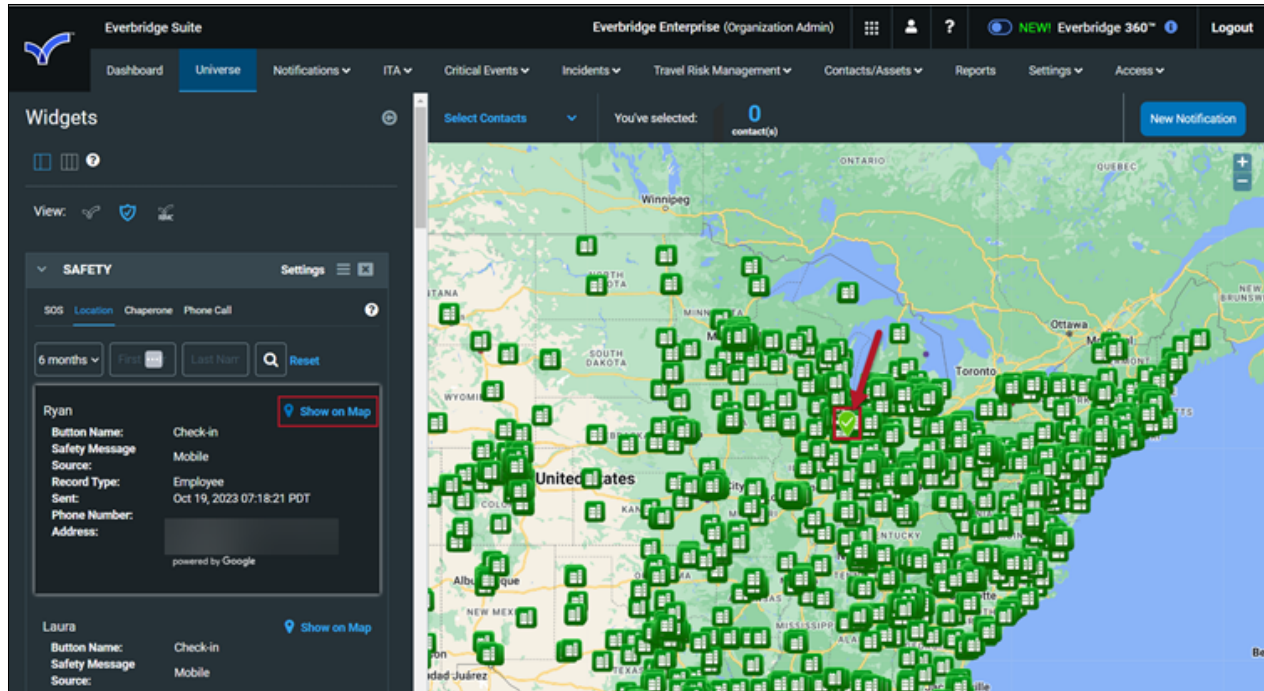 Everbridge Suite
Everbridge Enterprise (Organization Admin)
?
NEW! Everbridge 360™
Logout
Dashboard
Universe
Notifications
ITA
Critical Events
Incidents
Travel Risk Management
Contacts/Assets
Reports
Settings
Access
Widgets
Select Contacts
You've selected:
0
contact(s)
New Notification
?
View:
SAFETY
Settings
SOS
Location
Chaperone
Phone Call
?
6 months
First
Last Narr
Reset
Ryan
Show on Map
Button Name:
Check-in
Safety Message
Source:
Mobile
Record Type:
Employee
Sent:
Oct 19, 2023 07:18:21 PDT
Phone Number:
Address:
powered by Google
Laura
Show on Map
Button Name:
Check-in
Safety Message
Source:
Mobile
+
−
ONTARIO
QUEBEC
Winnipeg
NEW
Ottawa
SOUTH
DAKOTA
Toronto
United